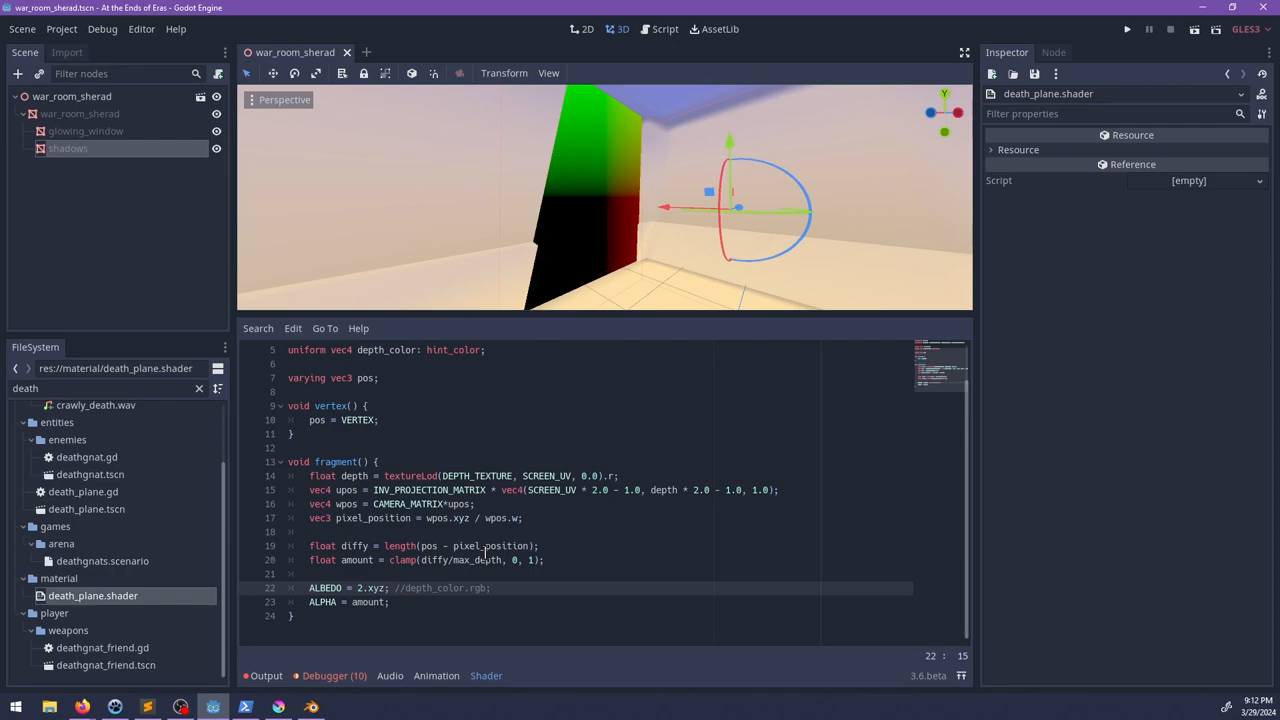 war_room_sherad.tscn - At the Ends of Eras - Godot Engine
Scene Project Debug Editor Help
2D 3D Script AssetLib
GLES3
Scene Import
Filter nodes
war_room_sherad
war_room_sherad
glowing_window
shadows
war_room_sherad
Transform View
Perspective
Y
Search Edit Go To Help
5 uniform vec4 depth_color: hint_color;
6
7 varying vec3 pos;
8
9 void vertex() {
10 pos = VERTEX;
11 }
12
13 void fragment() {
14 float depth = textureLod(DEPTH_TEXTURE, SCREEN_UV, 0.0).r;
15 vec4 upos = INV_PROJECTION_MATRIX * vec4(SCREEN_UV * 2.0 - 1.0, depth * 2.0 - 1.0, 1.0);
16 vec4 wpos = CAMERA_MATRIX*upos;
17 vec3 pixel_position = wpos.xyz / wpos.w;
18
19 float diffy = length(pos - pixel_position);
20 float amount = clamp(diffy/max_depth, 0, 1);
21
22 ALBEDO = 2.xyz; //depth_color.rgb;
23 ALPHA = amount;
24 }
22 : 15
Output Debugger (10) Audio Animation Shader
3.6.beta
FileSystem
res://material/death_plane.shader
death
crawly_death.wav
entities
enemies
deathgnat.gd
deathgnat.tscn
death_plane.gd
death_plane.tscn
games
arena
deathgnats.scenario
material
death_plane.shader
player
weapons
deathgnat_friend.gd
deathgnat_friend.tscn
Inspector Node
death_plane.shader
Filter properties
Resource
Resource
Reference
Script [empty]
9:12 PM
3/29/2024